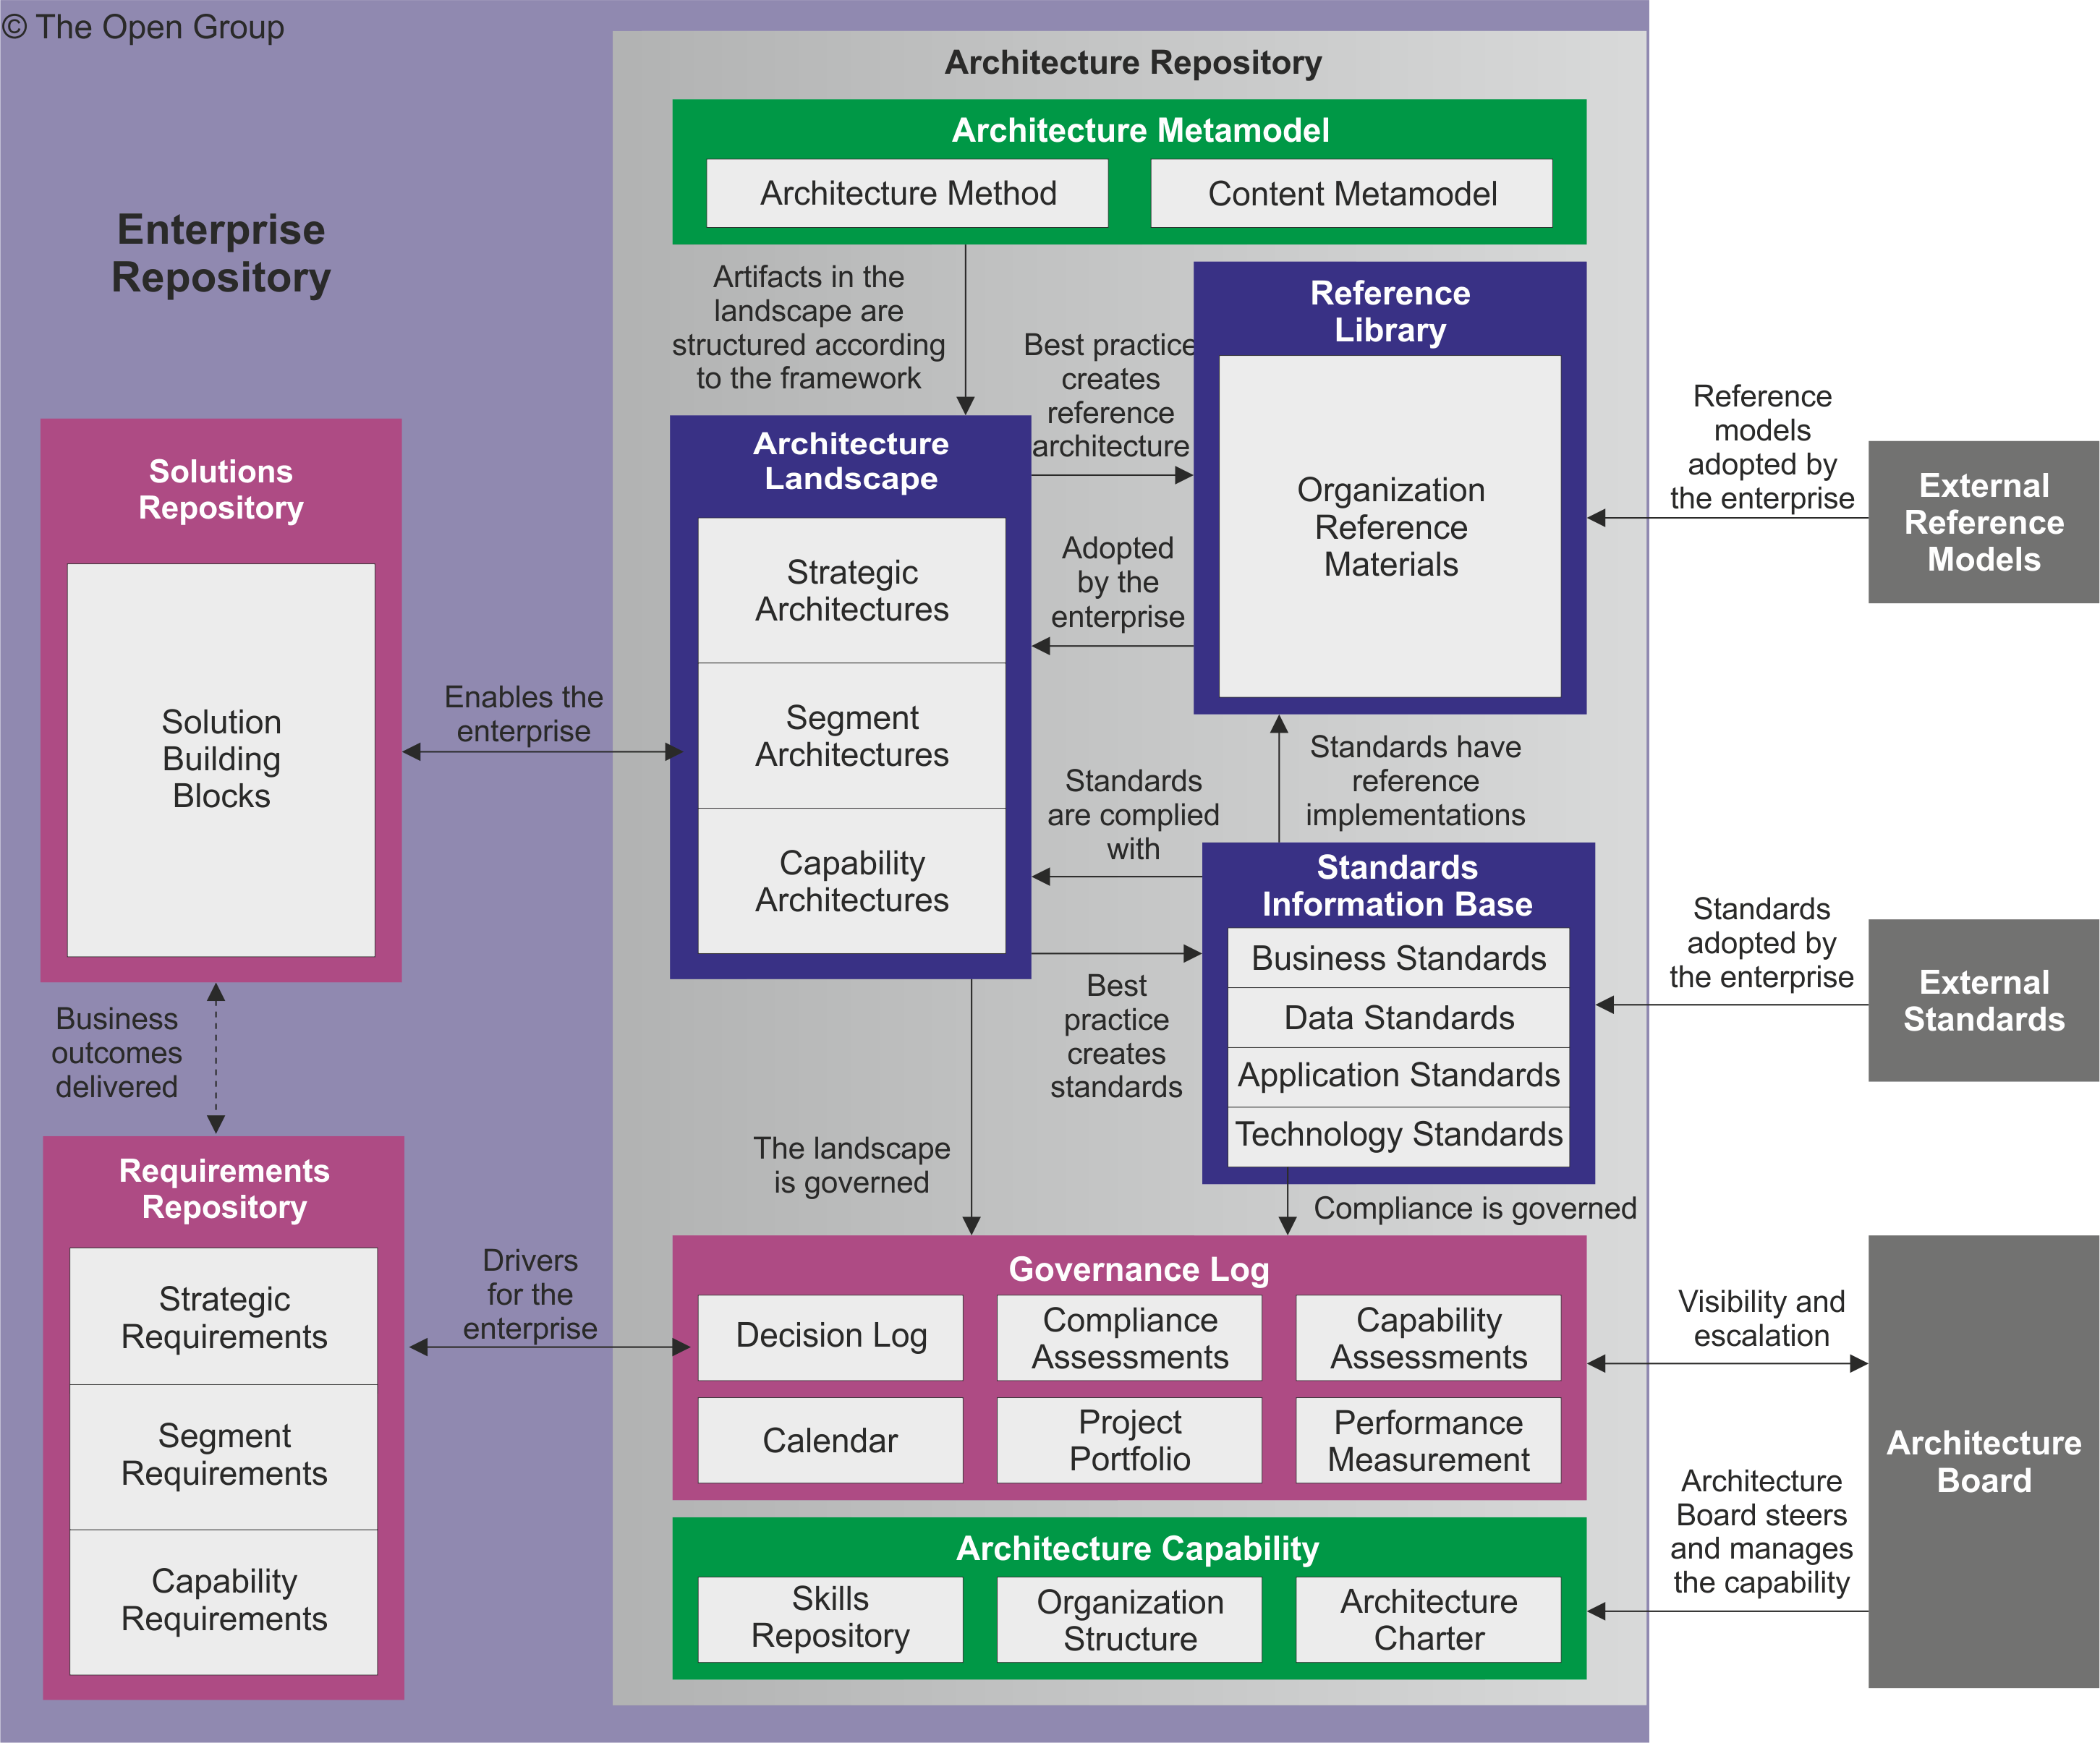 © The Open Group
Architecture Repository
Architecture Metamodel
Architecture Method
Content Metamodel
Enterprise
Repository
Artifacts in the
landscape are
structured according
to the framework
Best practice
creates
reference
architecture
Reference
Library
Organization
Reference
Materials
Reference
models
adopted by
the enterprise
External
Reference
Models
Solutions
Repository
Solution
Building
Blocks
Enables the
enterprise
Architecture
Landscape
Strategic
Architectures
Segment
Architectures
Capability
Architectures
Adopted
by the
enterprise
Standards
are complied
with
Standards have
reference
implementations
Standards
Information Base
Business Standards
Data Standards
Application Standards
Technology Standards
Standards
adopted by
the enterprise
External
Standards
Best
practice
creates
standards
Business
outcomes
delivered
The landscape
is governed
Compliance is governed
Requirements
Repository
Strategic
Requirements
Segment
Requirements
Capability
Requirements
Drivers
for the
enterprise
Governance Log
Decision Log
Compliance
Assessments
Capability
Assessments
Calendar
Project
Portfolio
Performance
Measurement
Visibility and
escalation
Architecture
Board
Architecture
Board steers
and manages
the capability
Architecture Capability
Skills
Repository
Organization
Structure
Architecture
Charter